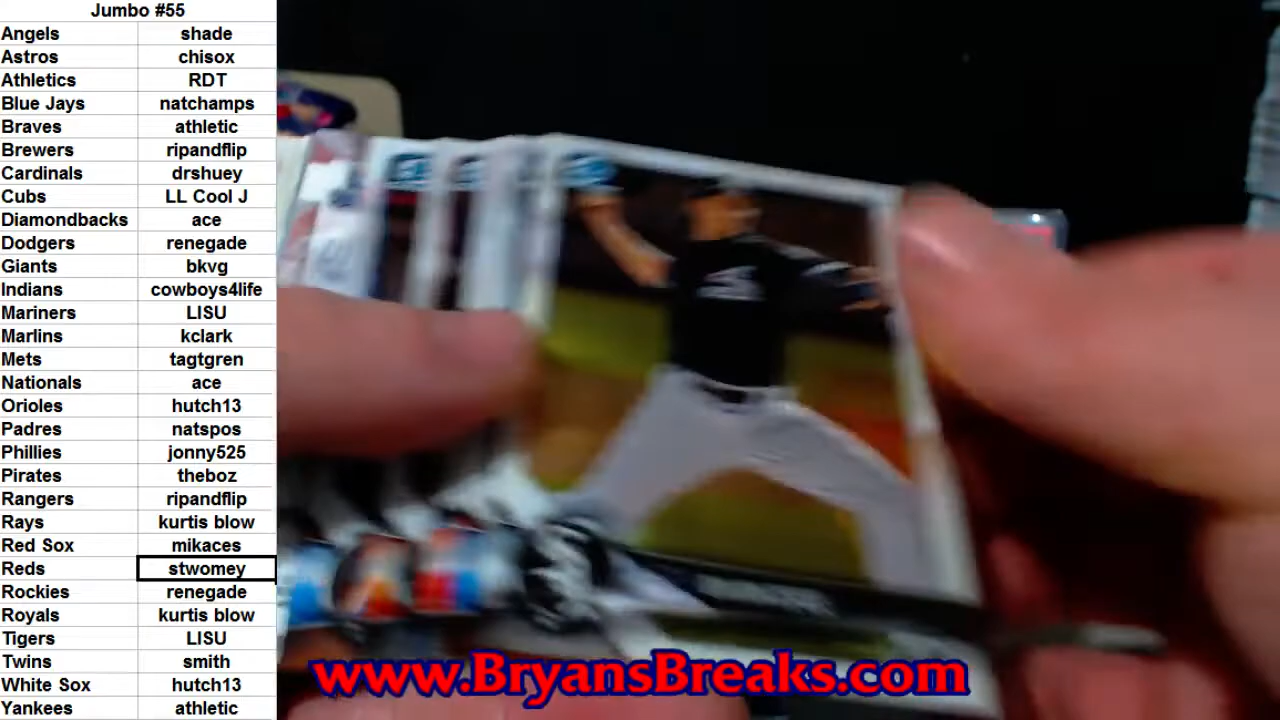 Jumbo #55
Angels shade
Astros chisox
Athletics RDT
Blue Jays natchamps
Braves athletic
Brewers ripandflip
Cardinals drshuey
Cubs LL Cool J
Diamondbacks ace
Dodgers renegade
Giants bkvg
Indians cowboys4life
Mariners LISU
Marlins kclark
Mets tagtgren
Nationals ace
Orioles hutch13
Padres natspos
Phillies jonny525
Pirates theboz
Rangers ripandflip
Rays kurtis blow
Red Sox mikaces
Reds stwomey
Rockies renegade
Royals kurtis blow
Tigers LISU
Twins smith
White Sox hutch13
Yankees athletic
www.BryansBreaks.com